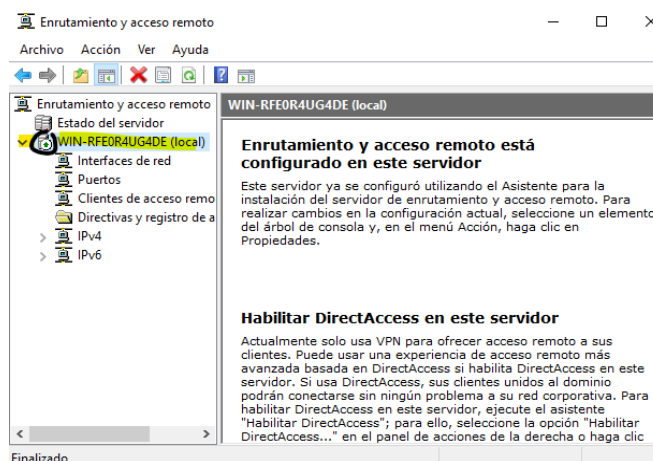 Enrutamiento y acceso remoto
Archivo Acción Ver Ayuda
Enrutamiento y acceso remoto
Estado del servidor
WIN-RFE0R4UG4DE (local)
Interfaces de red
Puertos
Clientes de acceso remo
Directivas y registro de a
IPv4
IPv6
WIN-RFE0R4UG4DE (local)
Enrutamiento y acceso remoto está
configurado en este servidor
Este servidor ya se configuró utilizando el Asistente para la
instalación del servidor de enrutamiento y acceso remoto. Para
realizar cambios en la configuración actual, seleccione un elemento
del árbol de consola y, en el menú Acción, haga clic en
Propiedades.
Habilitar DirectAccess en este servidor
Actualmente solo usa VPN para ofrecer acceso remoto a sus
clientes. Puede usar una experiencia de acceso remoto más
avanzada basada en DirectAccess si habilita DirectAccess en este
servidor. Si usa DirectAccess, sus clientes unidos al dominio
podrán conectarse sin ningún problema a su red corporativa. Para
habilitar DirectAccess en este servidor, ejecute el asistente
"Habilitar DirectAccess"; para ello, seleccione la opción "Habilitar
DirectAccess..." en el panel de acciones de la derecha o haga clic
Finalizado